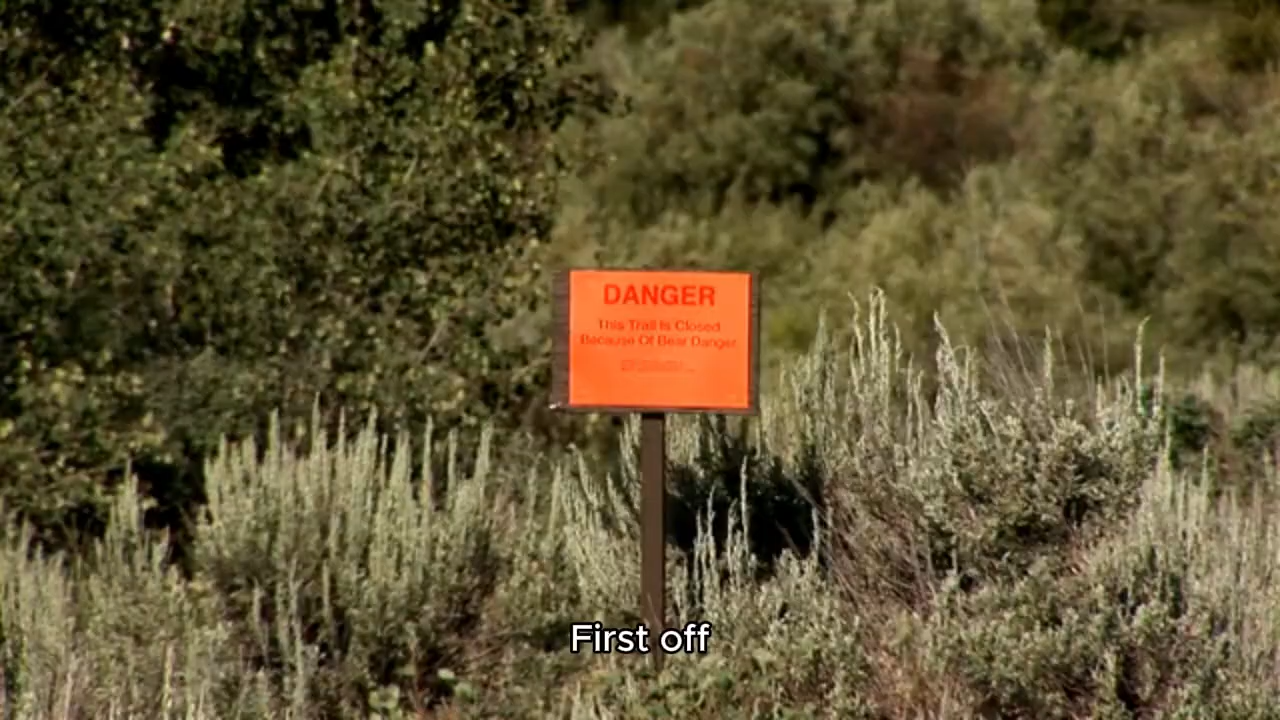 DANGER
This Trail Is Closed
Because Of Bear Danger
First off